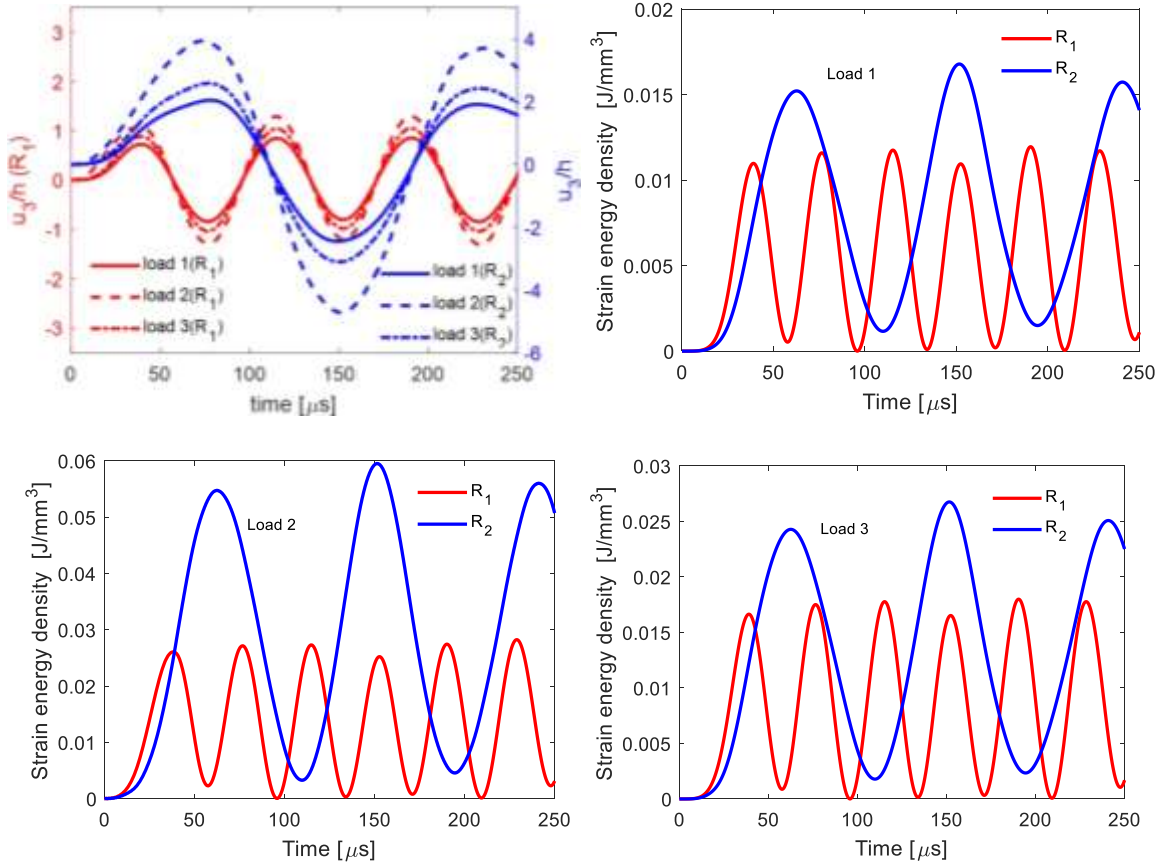 3
2
1
0
-1
-2
-3
u3/h (R1)
4
2
0
-2
-4
-6
u3/h
load 1(R1)
load 2(R1)
load 3(R1)
load 1(R2)
load 2(R2)
load 3(R2)
0 50 100 150 200 250
time [μs]
0.02
0.015
0.01
0.005
0
Strain energy density [J/mm³]
Load 1
R1
R2
0 50 100 150 200 250
Time [μs]
0.06
0.05
0.04
0.03
0.02
0.01
0
Strain energy density [J/mm³]
Load 2
R1
R2
0 50 100 150 200 250
Time [μs]
0.03
0.025
0.02
0.015
0.01
0.005
0
Strain energy density [J/mm³]
Load 3
R1
R2
0 50 100 150 200 250
Time [μs]